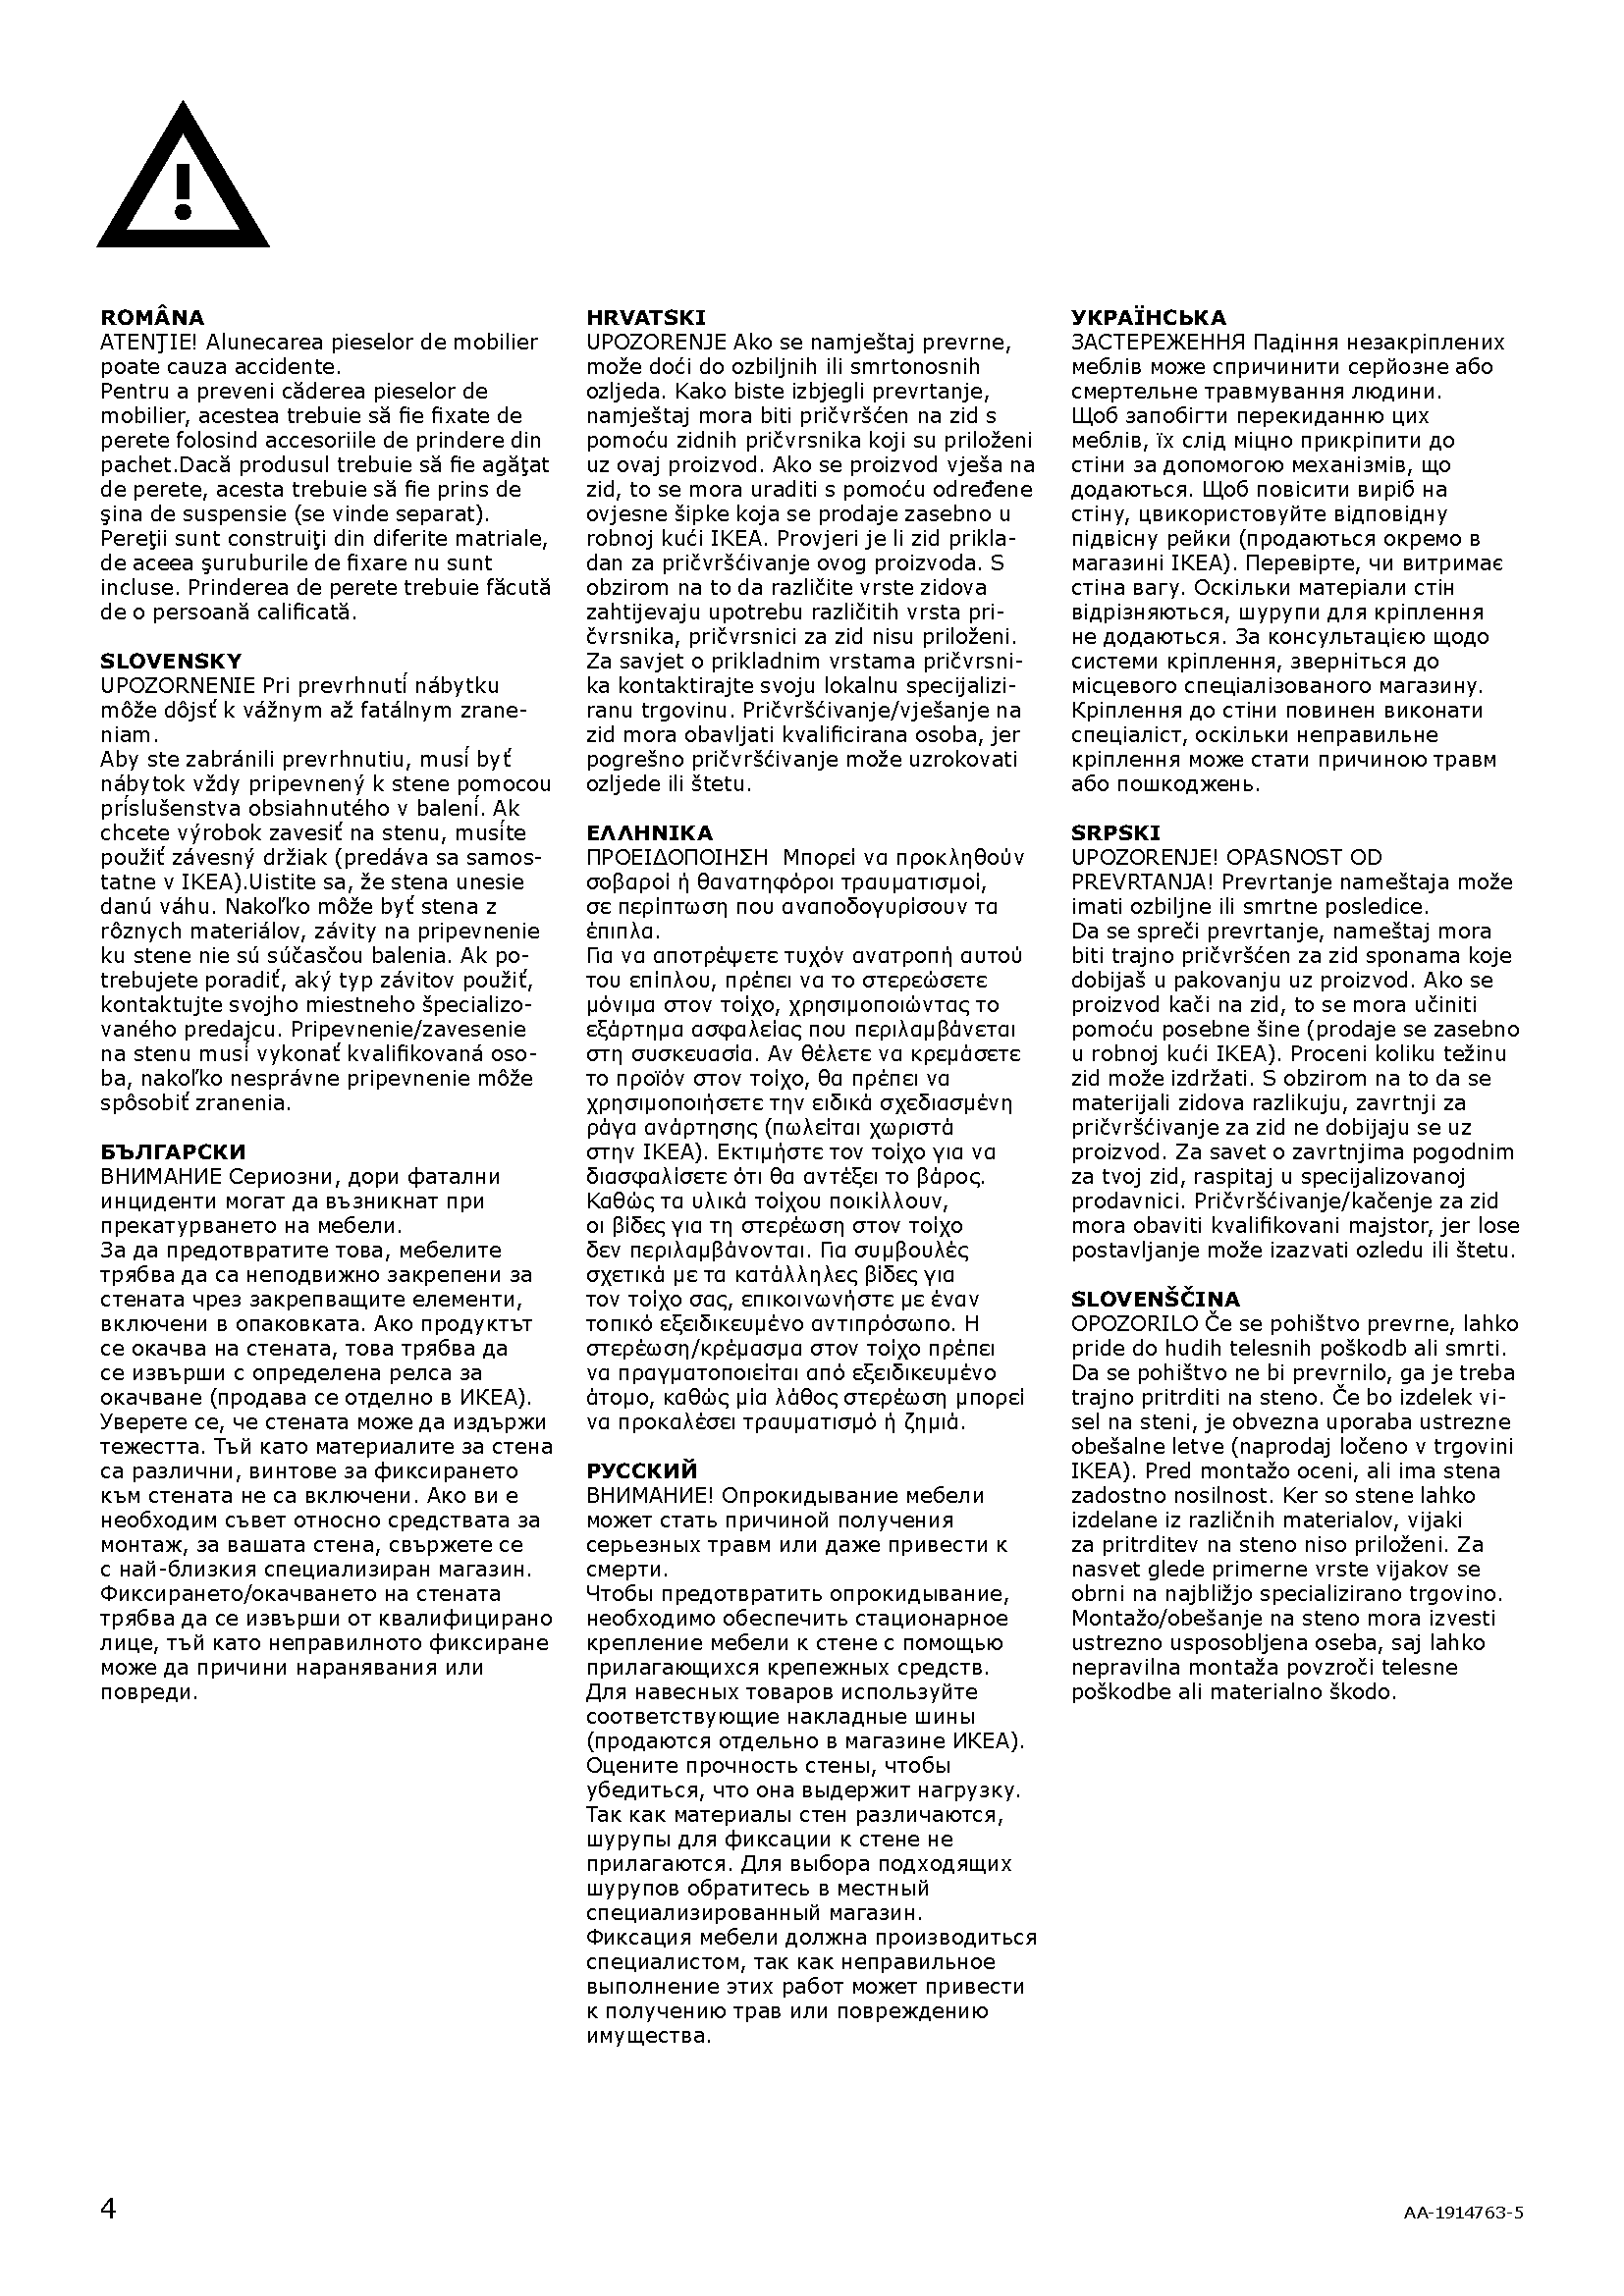 ROMÂNA
ATENŢIE! Alunecarea pieselor de mobilier
poate cauza accidente.
Pentru a preveni căderea pieselor de
mobilier, acestea trebuie să fie fixate de
perete folosind accesoriile de prindere din
pachet.Dacă produsul trebuie să fie agăţat
de perete, acesta trebuie să fie prins de
şina de suspensie (se vinde separat).
Pereţii sunt construiţi din diferite matriale,
de aceea şuruburile de fixare nu sunt
incluse. Prinderea de perete trebuie făcută
de o persoană calificată.

SLOVENSKY
UPOZORNENIE Pri prevrhnutí nábytku
môže dôjsť k vážnym až fatálnym zrane-
niam.
Aby ste zabránili prevrhnutiu, musí byť
nábytok vždy pripevnený k stene pomocou
príslušenstva obsiahnutého v balení. Ak
chcete výrobok zavesiť na stenu, musíte
použiť závesný držiak (predáva sa samos-
tatne v IKEA).Uistite sa, že stena unesie
danú váhu. Nakoľko môže byť stena z
rôznych materiálov, závity na pripevnenie
ku stene nie sú súčasčou balenia. Ak po-
trebujete poradiť, aký typ závitov použiť,
kontaktujte svojho miestneho špecializo-
vaného predajcu. Pripevnenie/zavesenie
na stenu musí vykonať kvalifikovaná oso-
ba, nakoľko nesprávne pripevnenie môže
spôsobiť zranenia.

БЪЛГАРСКИ
ВНИМАНИЕ Сериозни, дори фатални
инциденти могат да възникнат при
прекатурването на мебели.
За да предотвратите това, мебелите
трябва да са неподвижно закрепени за
стената чрез закрепващите елементи,
включени в опаковката. Ако продуктът
се окачва на стената, това трябва да
се извърши с определена релса за
окачване (продава се отделно в ИКЕА).
Уверете се, че стената може да издържи
тежестта. Тъй като материалите за стена
са различни, винтове за фиксирането
към стената не са включени. Ако ви е
необходим съвет относно средствата за
монтаж, за вашата стена, свържете се
с най-близкия специализиран магазин.
Фиксирането/окачването на стената
трябва да се извърши от квалифицирано
лице, тъй като неправилното фиксиране
може да причини наранявания или
повреди.

HRVATSKI
UPOZORENJE Ako se namještaj prevrne,
može doći do ozbiljnih ili smrtonosnih
ozljeda. Kako biste izbjegli prevrtanje,
namještaj mora biti pričvršćen na zid s
pomoću zidnih pričvrsnika koji su priloženi
uz ovaj proizvod. Ako se proizvod vješa na
zid, to se mora uraditi s pomoću određene
ovjesne šipke koja se prodaje zasebno u
robnoj kući IKEA. Provjeri je li zid prikla-
dan za pričvršćivanje ovog proizvoda. S
obzirom na to da različite vrste zidova
zahtijevaju upotrebu različitih vrsta pri-
čvrsnika, pričvrsnici za zid nisu priloženi.
Za savjet o prikladnim vrstama pričvrsni-
ka kontaktirajte svoju lokalnu specijalizi-
ranu trgovinu. Pričvršćivanje/vješanje na
zid mora obavljati kvalificirana osoba, jer
pogrešno pričvršćivanje može uzrokovati
ozljede ili štetu.

ΕΛΛΗΝΙΚΑ
ΠΡΟΕΙΔΟΠΟΙΗΣΗ  Μπορεί να προκληθούν
σοβαροί ή θανατηφόροι τραυματισμοί,
σε περίπτωση που αναποδογυρίσουν τα
έπιπλα.
Για να αποτρέψετε τυχόν ανατροπή αυτού
του επίπλου, πρέπει να το στερεώσετε
μόνιμα στον τοίχο, χρησιμοποιώντας το
εξάρτημα ασφαλείας που περιλαμβάνεται
στη συσκευασία. Αν θέλετε να κρεμάσετε
το προϊόν στον τοίχο, θα πρέπει να
χρησιμοποιήσετε την ειδικά σχεδιασμένη
ράγα ανάρτησης (πωλείται χωριστά
στην ΙΚΕΑ). Εκτιμήστε τον τοίχο για να
διασφαλίσετε ότι θα αντέξει το βάρος.
Καθώς τα υλικά τοίχου ποικίλλουν,
οι βίδες για τη στερέωση στον τοίχο
δεν περιλαμβάνονται. Για συμβουλές
σχετικά με τα κατάλληλες βίδες για
τον τοίχο σας, επικοινωνήστε με έναν
τοπικό εξειδικευμένο αντιπρόσωπο. Η
στερέωση/κρέμασμα στον τοίχο πρέπει
να πραγματοποιείται από εξειδικευμένο
άτομο, καθώς μία λάθος στερέωση μπορεί
να προκαλέσει τραυματισμό ή ζημιά.

РУССКИЙ
ВНИМАНИЕ! Опрокидывание мебели
может стать причиной получения
серьезных травм или даже привести к
смерти.
Чтобы предотвратить опрокидывание,
необходимо обеспечить стационарное
крепление мебели к стене с помощью
прилагающихся крепежных средств.
Для навесных товаров используйте
соответствующие накладные шины
(продаются отдельно в магазине ИКЕА).
Оцените прочность стены, чтобы
убедиться, что она выдержит нагрузку.
Так как материалы стен различаются,
шурупы для фиксации к стене не
прилагаются. Для выбора подходящих
шурупов обратитесь в местный
специализированный магазин.
Фиксация мебели должна производиться
специалистом, так как неправильное
выполнение этих работ может привести
к получению трав или повреждению
имущества.

УКРАЇНСЬКА
ЗАСТЕРЕЖЕННЯ Падіння незакріплених
меблів може спричинити серйозне або
смертельне травмування людини.
Щоб запобігти перекиданню цих
меблів, їх слід міцно прикріпити до
стіни за допомогою механізмів, що
додаються. Щоб повісити виріб на
стіну, цвикористовуйте відповідну
підвісну рейки (продаються окремо в
магазині IKEA). Перевірте, чи витримає
стіна вагу. Оскільки матеріали стін
відрізняються, шурупи для кріплення
не додаються. За консультацією щодо
системи кріплення, зверніться до
місцевого спеціалізованого магазину.
Кріплення до стіни повинен виконати
спеціаліст, оскільки неправильне
кріплення може стати причиною травм
або пошкоджень.

SRPSKI
UPOZORENJE! OPASNOST OD
PREVRTANJA! Prevrtanje nameštaja može
imati ozbiljne ili smrtne posledice.
Da se spreči prevrtanje, nameštaj mora
biti trajno pričvršćen za zid sponama koje
dobijaš u pakovanju uz proizvod. Ako se
proizvod kači na zid, to se mora učiniti
pomoću posebne šine (prodaje se zasebno
u robnoj kući IKEA). Proceni koliku težinu
zid može izdržati. S obzirom na to da se
materijali zidova razlikuju, zavrtnji za
pričvršćivanje za zid ne dobijaju se uz
proizvod. Za savet o zavrtnjima pogodnim
za tvoj zid, raspitaj u specijalizovanoj
prodavnici. Pričvršćivanje/kačenje za zid
mora obaviti kvalifikovani majstor, jer lose
postavljanje može izazvati ozledu ili štetu.

SLOVENŠČINA
OPOZORILO Če se pohištvo prevrne, lahko
pride do hudih telesnih poškodb ali smrti.
Da se pohištvo ne bi prevrnilo, ga je treba
trajno pritrditi na steno. Če bo izdelek vi-
sel na steni, je obvezna uporaba ustrezne
obešalne letve (naprodaj ločeno v trgovini
IKEA). Pred montažo oceni, ali ima stena
zadostno nosilnost. Ker so stene lahko
izdelane iz različnih materialov, vijaki
za pritrditev na steno niso priloženi. Za
nasvet glede primerne vrste vijakov se
obrni na najbližjo specializirano trgovino.
Montažo/obešanje na steno mora izvesti
ustrezno usposobljena oseba, saj lahko
nepravilna montaža povzroči telesne
poškodbe ali materialno škodo.

4
AA-1914763-5